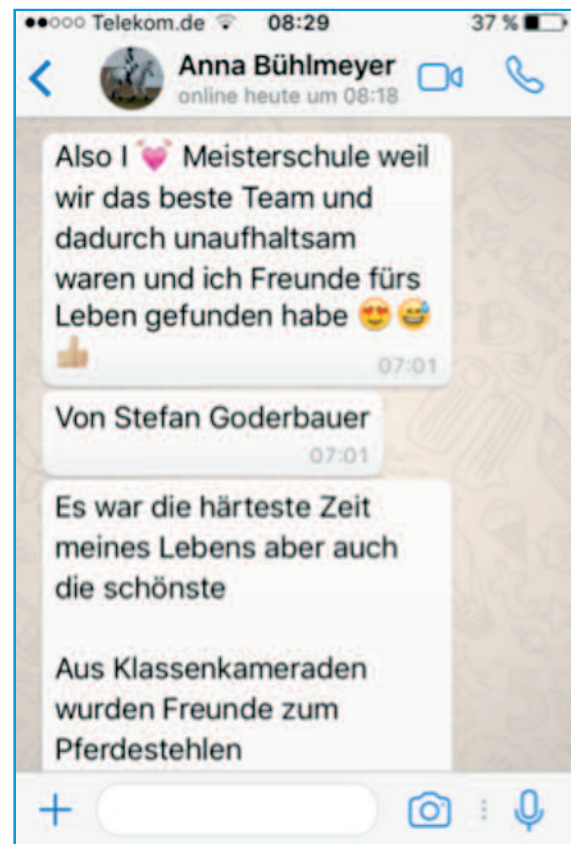 Telekom.de 08:29 37 %
Anna Bühlmeyer
online heute um 08:18
Also I 💓 Meisterschule weil
wir das beste Team und
dadurch unaufhaltsam
waren und ich Freunde fürs
Leben gefunden habe 😍😅
👍🏼
07:01
Von Stefan Goderbauer
07:01
Es war die härteste Zeit
meines Lebens aber auch
die schönste
Aus Klassenkameraden
wurden Freunde zum
Pferdestehlen